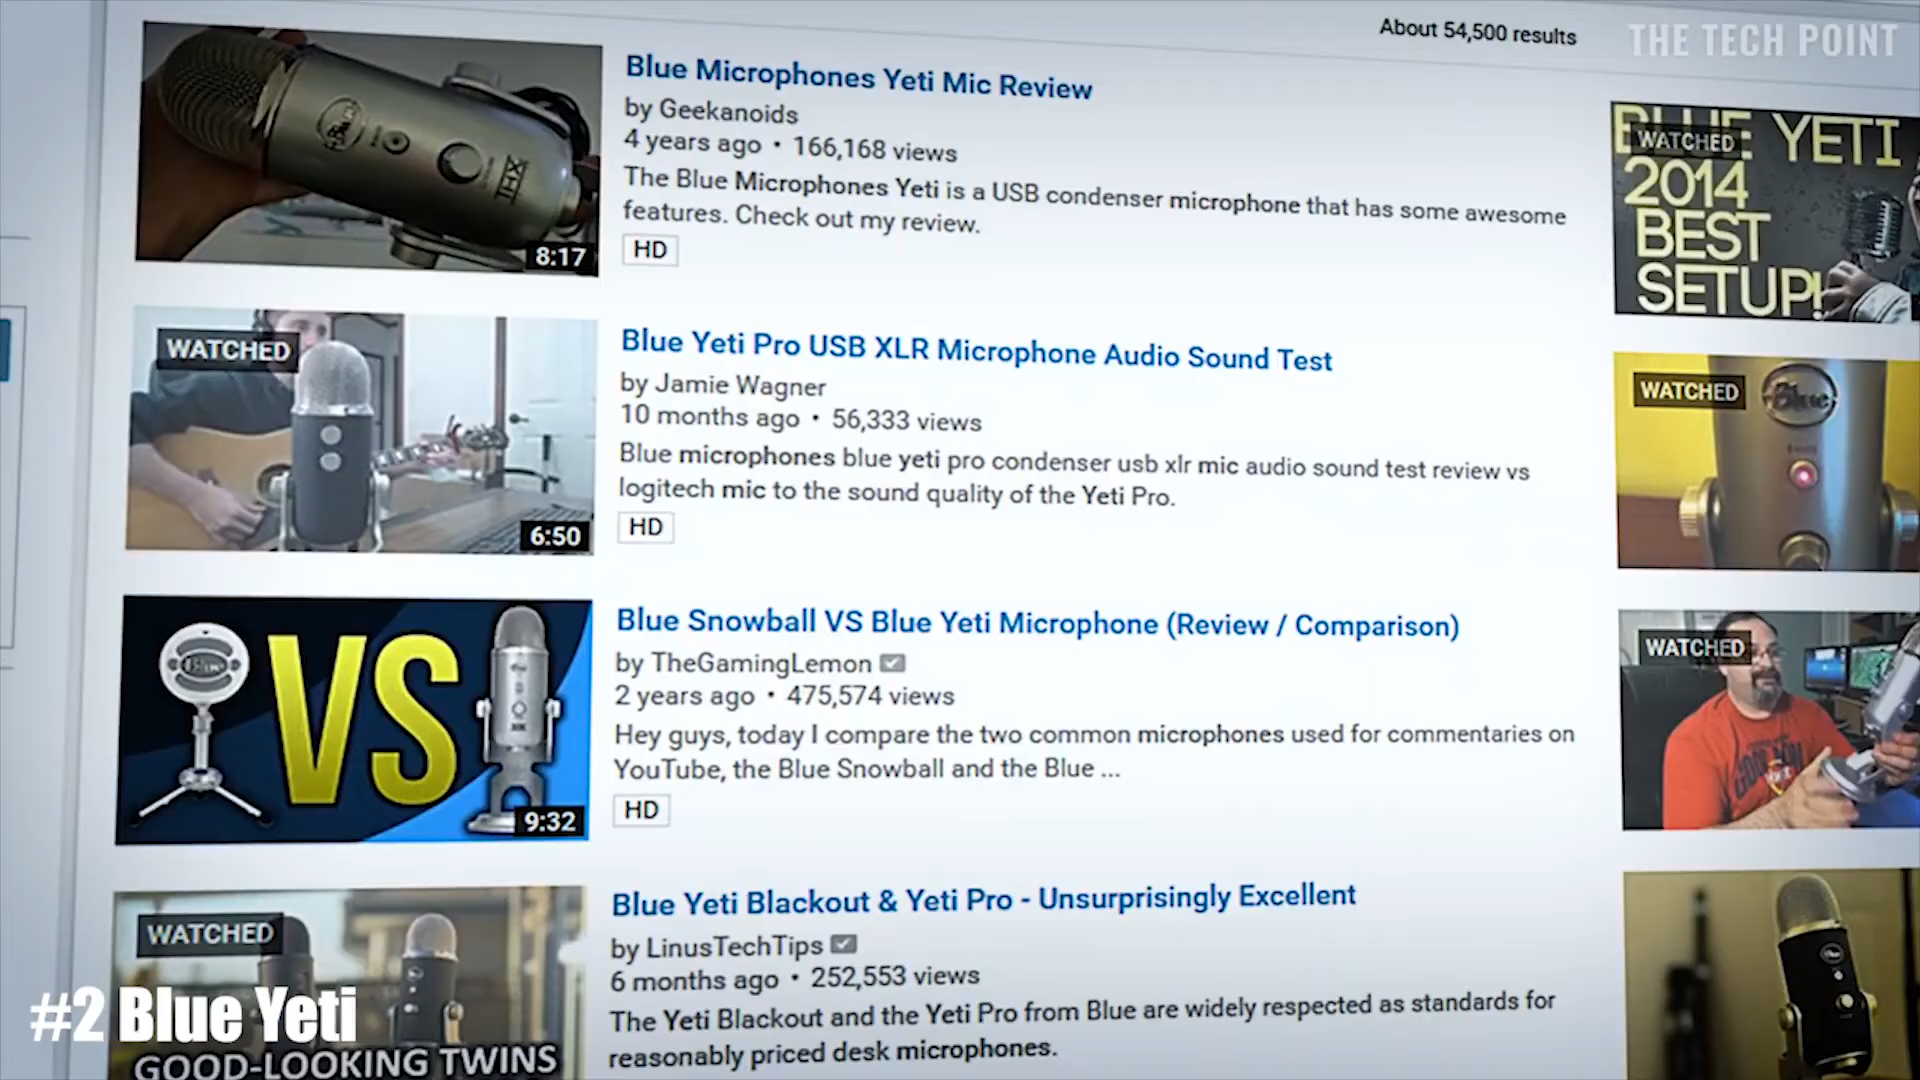 About 54,500 results
THE TECH POINT
Blue Microphones Yeti Mic Review
by Geekanoids
4 years ago • 166,168 views
The Blue Microphones Yeti is a USB condenser microphone that has some awesome
features. Check out my review.
HD
Blue
THX
8:17
WATCHED
Blue Yeti Pro USB XLR Microphone Audio Sound Test
by Jamie Wagner
10 months ago • 56,333 views
Blue microphones blue yeti pro condenser usb xlr mic audio sound test review vs
logitech mic to the sound quality of the Yeti Pro.
HD
6:50
Blue
VS
9:32
Blue Snowball VS Blue Yeti Microphone (Review / Comparison)
by TheGamingLemon
2 years ago • 475,574 views
Hey guys, today I compare the two common microphones used for commentaries on
YouTube, the Blue Snowball and the Blue ...
HD
WATCHED
Blue Yeti Blackout & Yeti Pro - Unsurprisingly Excellent
by LinusTechTips
6 months ago • 252,553 views
The Yeti Blackout and the Yeti Pro from Blue are widely respected as standards for
reasonably priced desk microphones.
#2 Blue Yeti
GOOD-LOOKING TWINS
BLUE YETI
WATCHED
2014
BEST
SETUP!
WATCHED
Blue
WATCHED